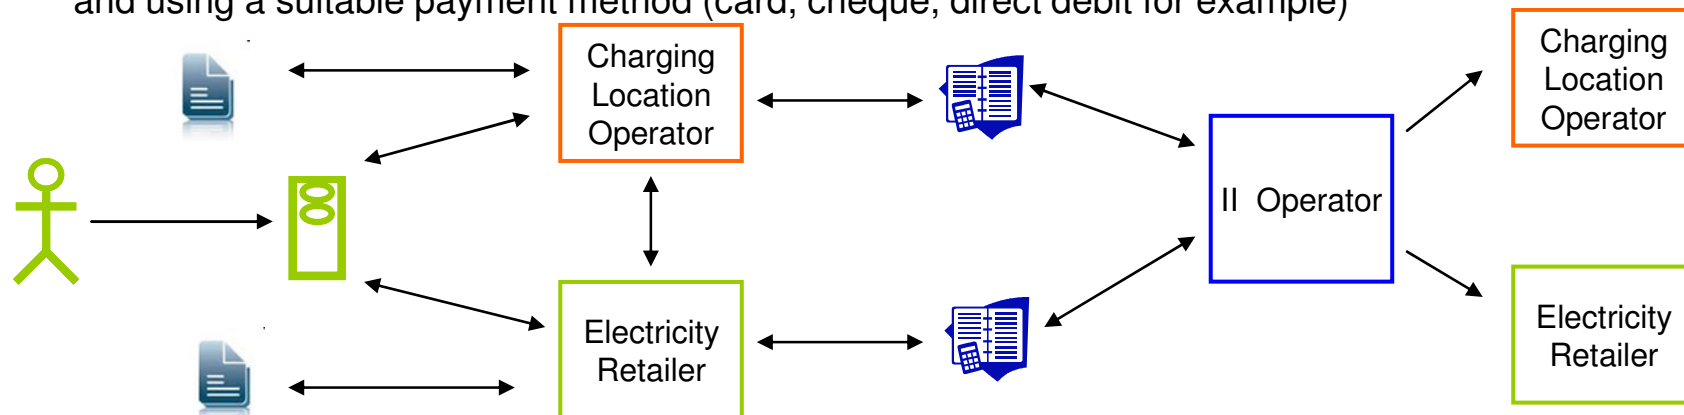 and using a suitable payment method (card, cheque, direct debit for example)
Charging
Location
Operator
Charging
Location
Operator
II Operator
Electricity
Retailer
Electricity
Retailer